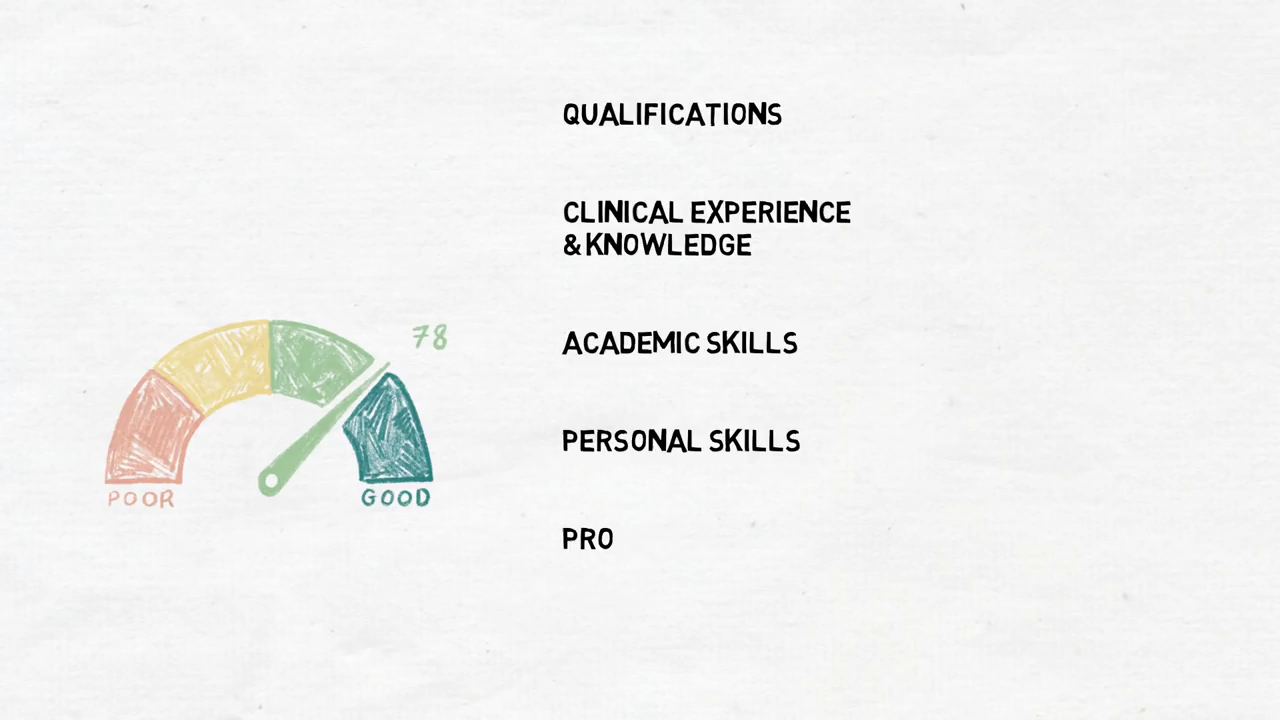 QUALIFICATIONS
CLINICAL EXPERIENCE
& KNOWLEDGE
78
ACADEMIC SKILLS
PERSONAL SKILLS
POOR
GOOD
PRO